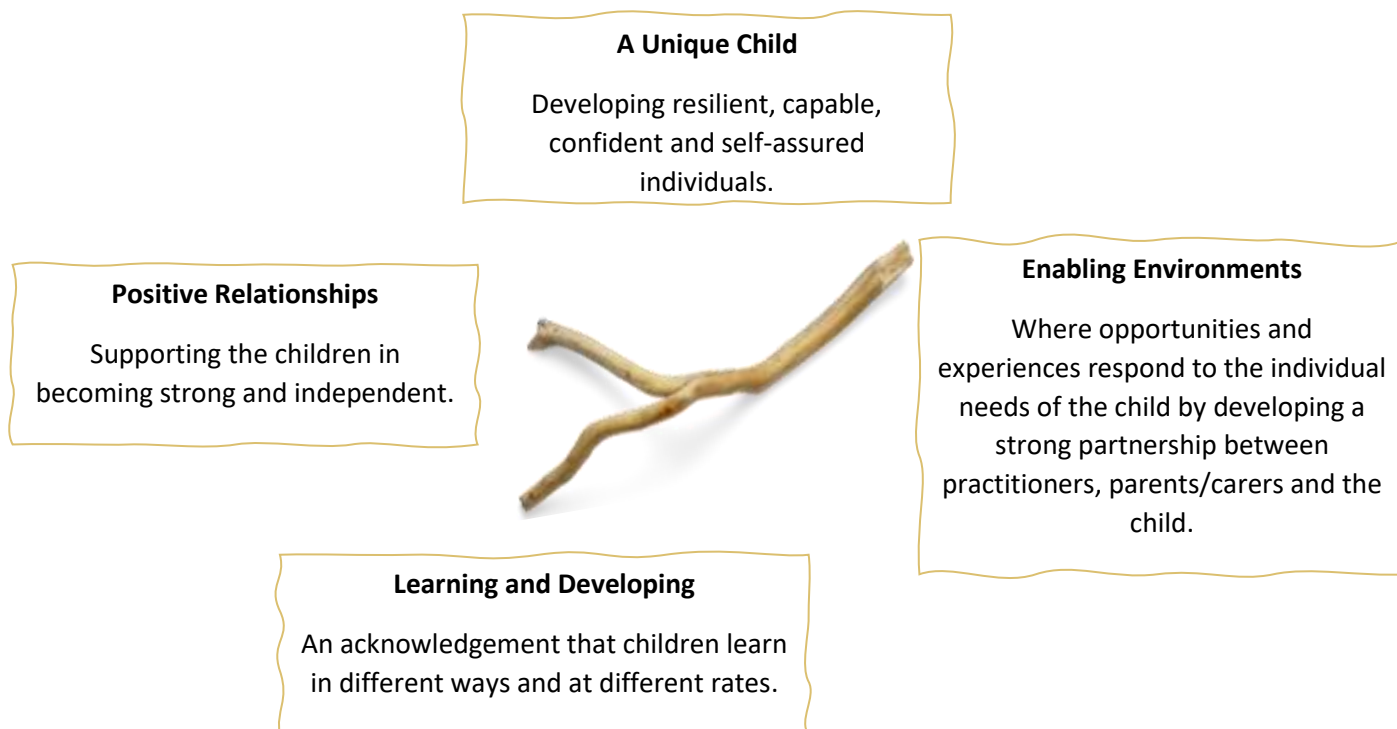 A Unique Child
Developing resilient, capable,
confident and self-assured
individuals.
Positive Relationships
Supporting the children in
becoming strong and independent.
Enabling Environments
Where opportunities and
experiences respond to the individual
needs of the child by developing a
strong partnership between
practitioners, parents/carers and the
child.
Learning and Developing
An acknowledgement that children learn
in different ways and at different rates.